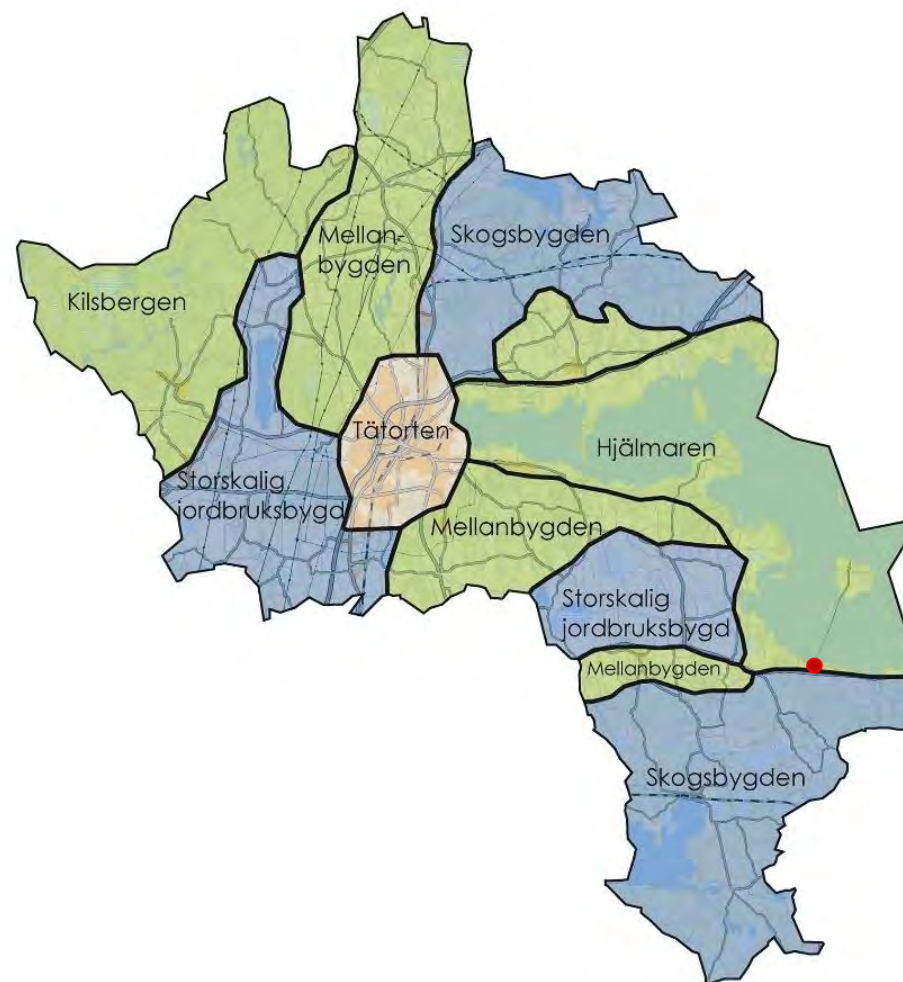 Mellan-
bygden
Skogsbygden
Kilsbergen
Tätorten
Hjälmaren
Storskalig
jordbruksbygd
Mellanbygden
Storskalig
jordbruksbygd
Mellanbygden
Skogsbygden